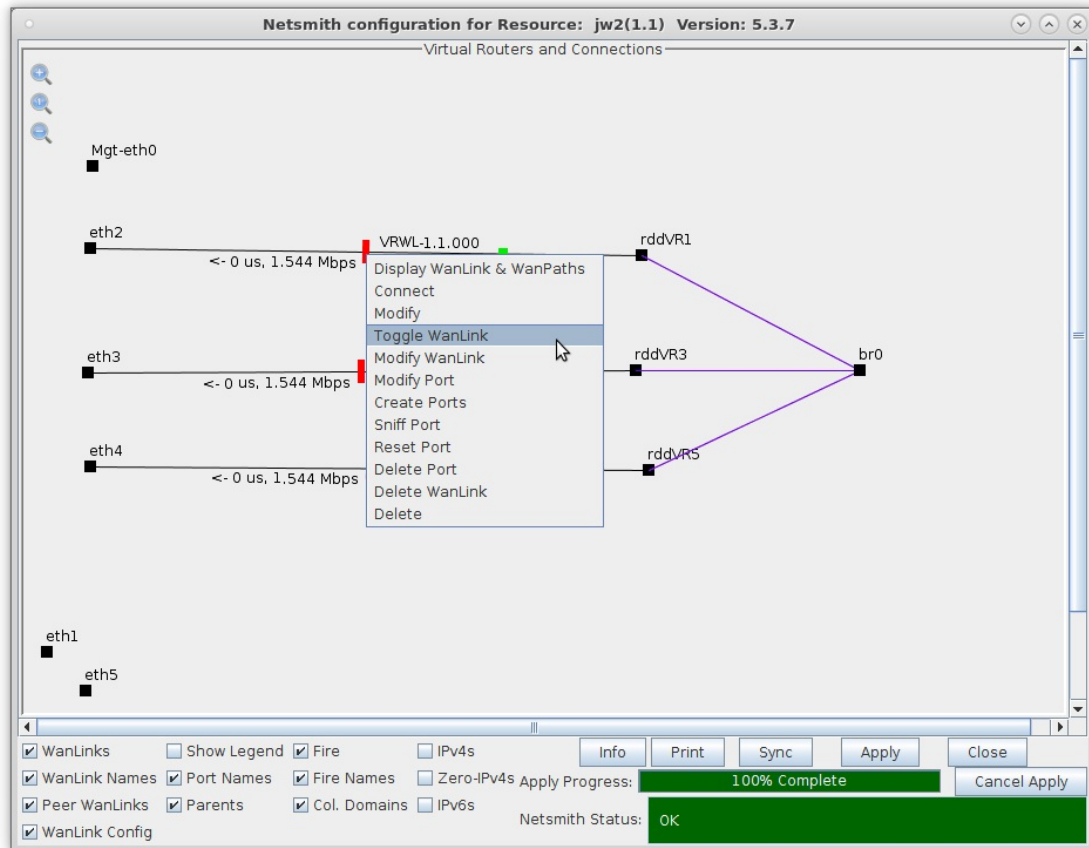 Netsmith configuration for Resource: jw2(1.1) Version: 5.3.7
Virtual Routers and Connections
Mgt-eth0
eth2
VRWL-1.1.000
rddVR1
<- 0 us, 1.544 Mbps
Display WanLink & WanPaths
Connect
Modify
Toggle WanLink
Modify WanLink
Modify Port
Create Ports
Sniff Port
Reset Port
Delete Port
Delete WanLink
Delete
eth3
rddVR3
br0
<- 0 us, 1.544 Mbps
eth4
rddVR5
<- 0 us, 1.544 Mbps
eth1
eth5
WanLinks Show Legend Fire IPv4s Info Print Sync Apply Close
WanLink Names Port Names Fire Names Zero-IPv4s Apply Progress: 100% Complete Cancel Apply
Peer WanLinks Parents Col. Domains IPv6s
Netsmith Status: OK
WanLink Config